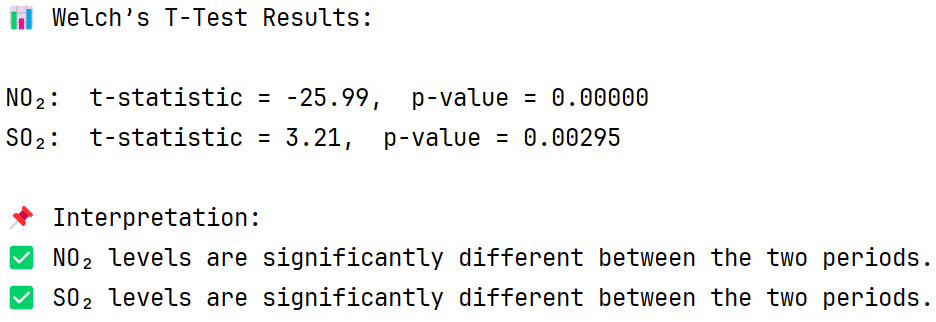 📊 Welch’s T-Test Results:
NO₂:  t-statistic = -25.99,  p-value = 0.00000
SO₂:  t-statistic = 3.21,  p-value = 0.00295
📌 Interpretation:
✅ NO₂ levels are significantly different between the two periods.
✅ SO₂ levels are significantly different between the two periods.